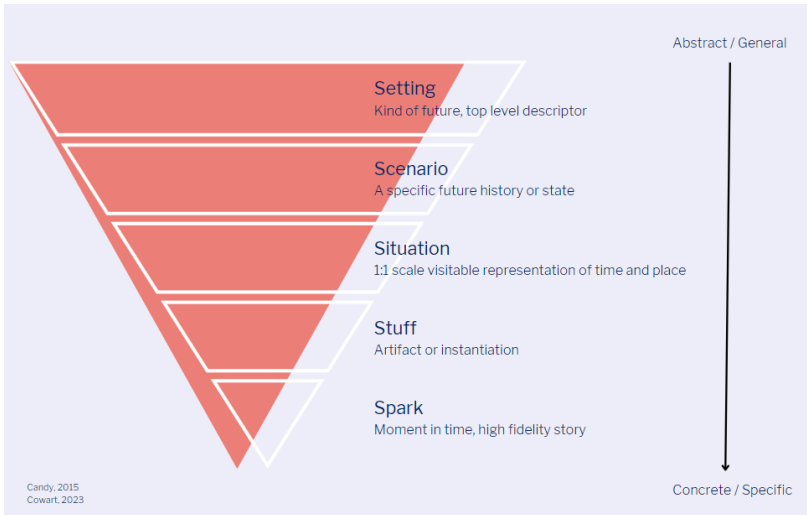 Abstract / General
Setting
Kind of future, top level descriptor
Scenario
A specific future history or state
Situation
1:1 scale visitable representation of time and place
Stuff
Artifact or instantiation
Spark
Moment in time, high fidelity story
Candy, 2015
Cowart, 2023
Concrete / Specific